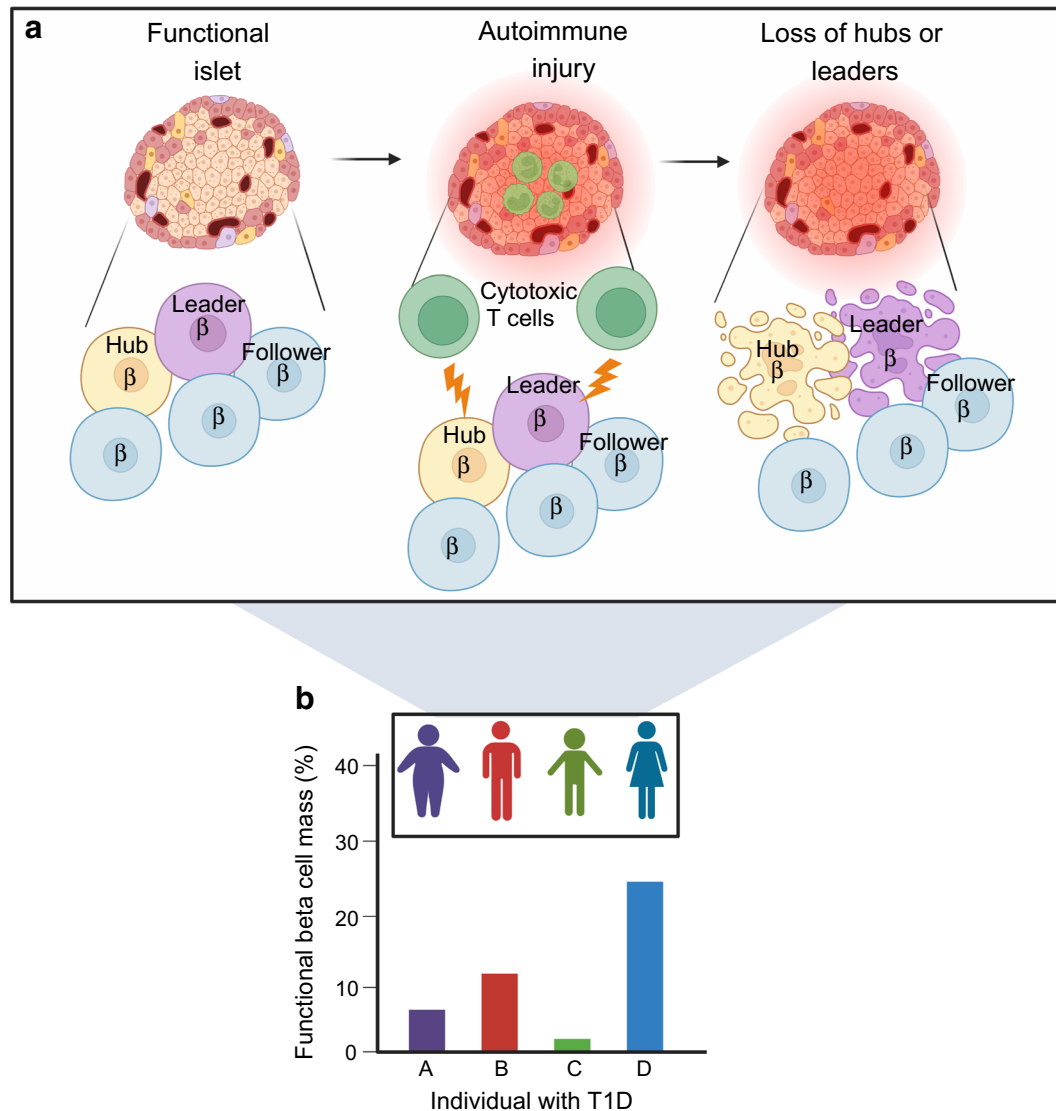 a
Functional
islet
Autoimmune
injury
Loss of hubs or
leaders
Leader
β
Hub
β
Follower
β
β
β
Cytotoxic
T cells
Leader
β
Hub
β
Follower
β
β
β
Leader
β
Hub
β
Follower
β
β
β
b
Functional beta cell mass (%)
40
30
20
10
0
A
B
C
D
Individual with T1D